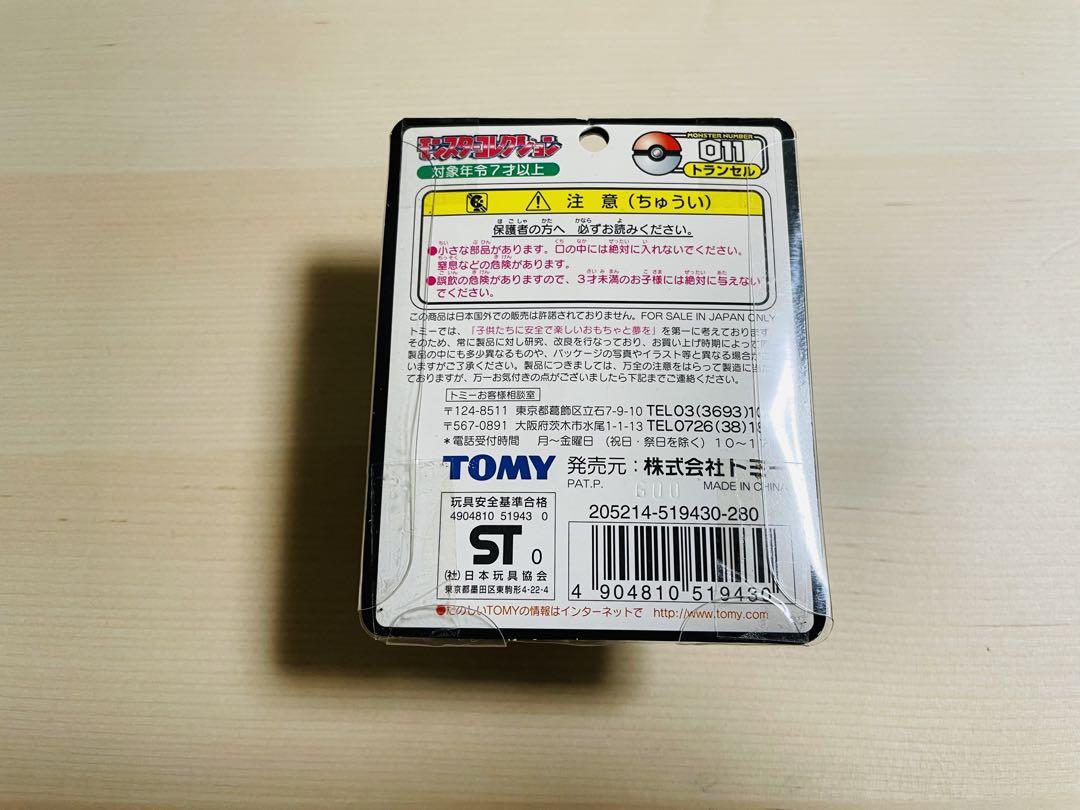 モンスターコレクション
対象年令7才以上
MONSTER NUMBER
011
トランセル
注 意（ちゅうい）
保護者の方へ 必ずお読みください。
●小さな部品があります。口の中には絶対に入れないでください。
窒息などの危険があります。
●誤飲の危険がありますので、3才未満のお子様には絶対に与えない
でください。
この商品は日本国外での販売は許諾されておりません。FOR SALE IN JAPAN ONLY
トミーでは、「子供たちに安全で楽しいおもちゃと夢を」を第一に考えております
そのため、常に製品に対し研究、改良を行なっており、お買い上げ時期によって
製品の中にも多少異なるものや、パッケージの写真やイラスト等と異なる場合が
いますがご了承ください。製品につきましては、万全の注意をはらって製造に
ておりますが、万一お気付きの点がございましたら下記までご連絡ください。
トミーお客様相談室
〒124-8511 東京都葛飾区立石7-9-10 TEL03(3693)10
〒567-0891 大阪府茨木市水尾1-1-13 TEL0726(38)1
＊電話受付時間 月〜金曜日（祝日・祭日を除く）10〜1
TOMY 発売元：株式会社トミー
PAT.P. 600 MADE IN CHINA
玩具安全基準合格
4904810 51943 0
ST 0
(社)日本玩具協会
東京都墨田区東駒形4-22-4
205214-519430-280
4 904810 519430
●たのしいTOMYの情報はインターネットで http://www.tomy.com